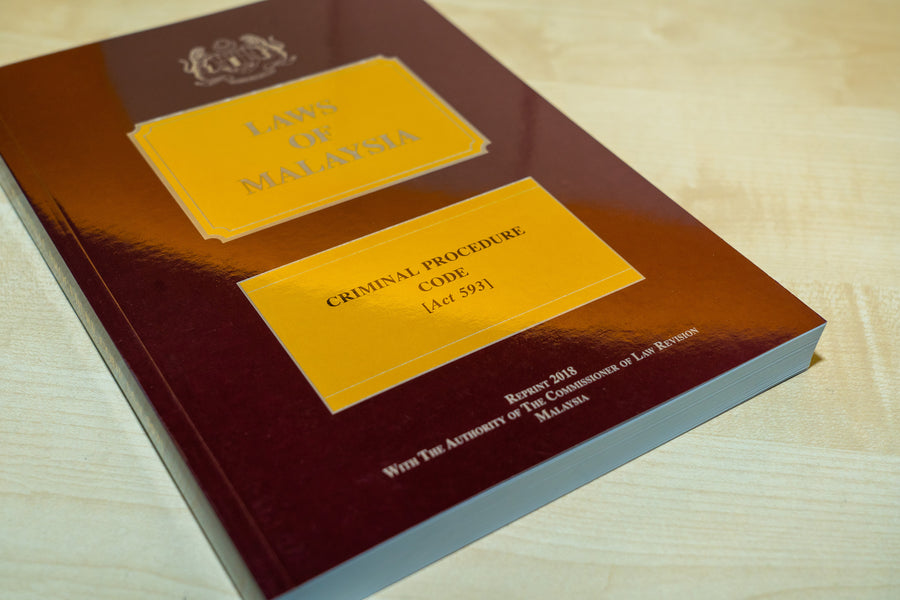 LAWS
OF
MALAYSIA
CRIMINAL PROCEDURE
CODE
[Act 593]
REPRINT 2018
WITH THE AUTHORITY OF THE COMMISSIONER OF LAW REVISION
MALAYSIA